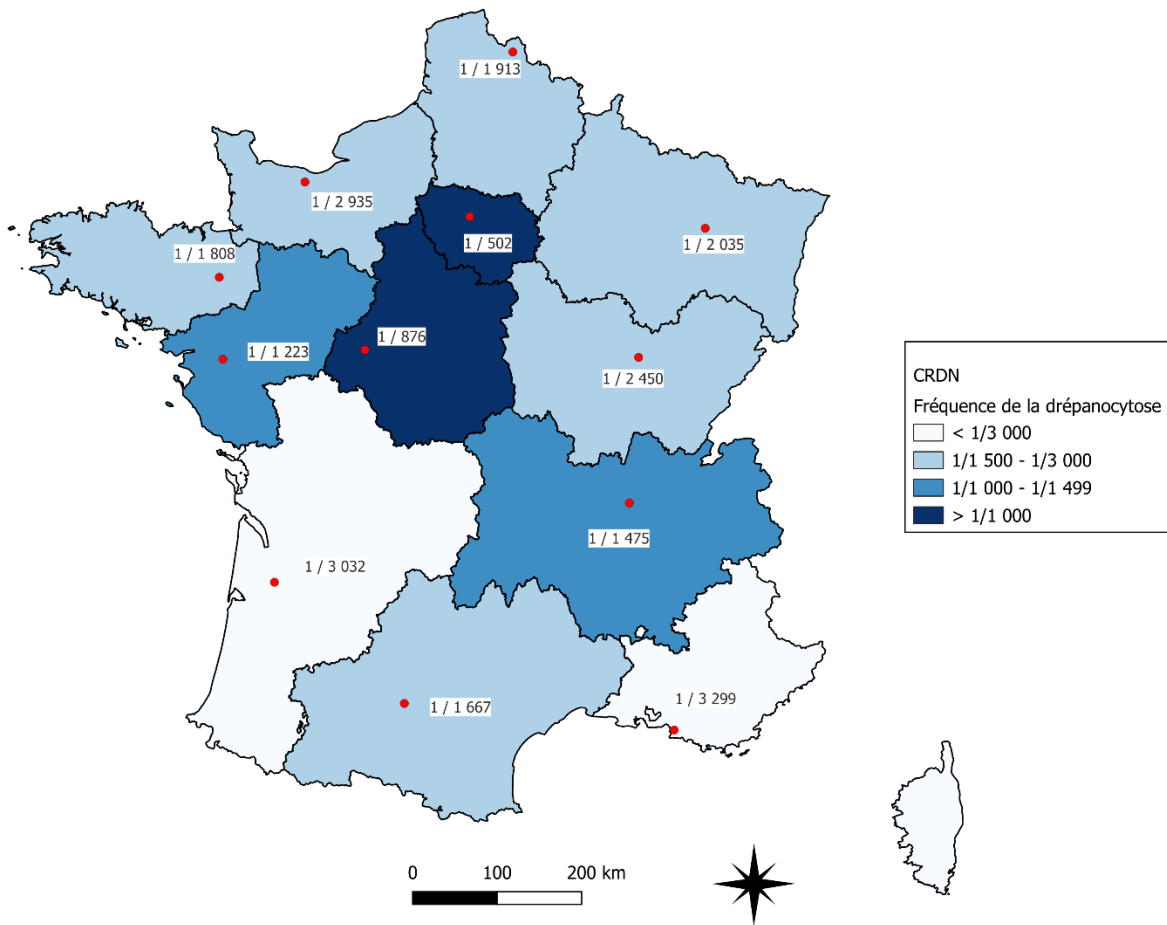 1 / 1 913
1 / 2 935
1 / 502
1 / 2 035
1 / 1 808
1 / 1 223
1 / 876
1 / 2 450
1 / 1 475
1 / 3 032
1 / 1 667
1 / 3 299
CRDN
Fréquence de la drépanocytose
< 1/3 000
1/1 500 - 1/3 000
1/1 000 - 1/1 499
> 1/1 000
0 100 200 km